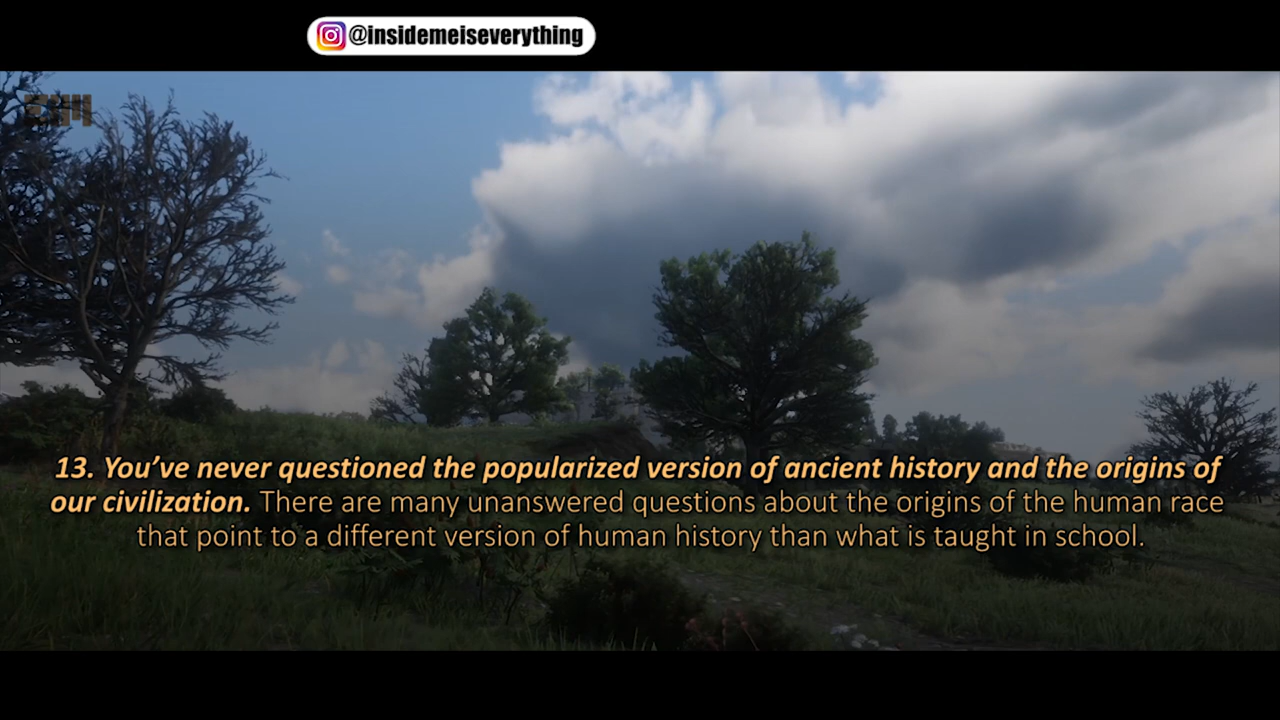 @insidemeiseverything
13. You've never questioned the popularized version of ancient history and the origins of
our civilization. There are many unanswered questions about the origins of the human race
that point to a different version of human history than what is taught in school.